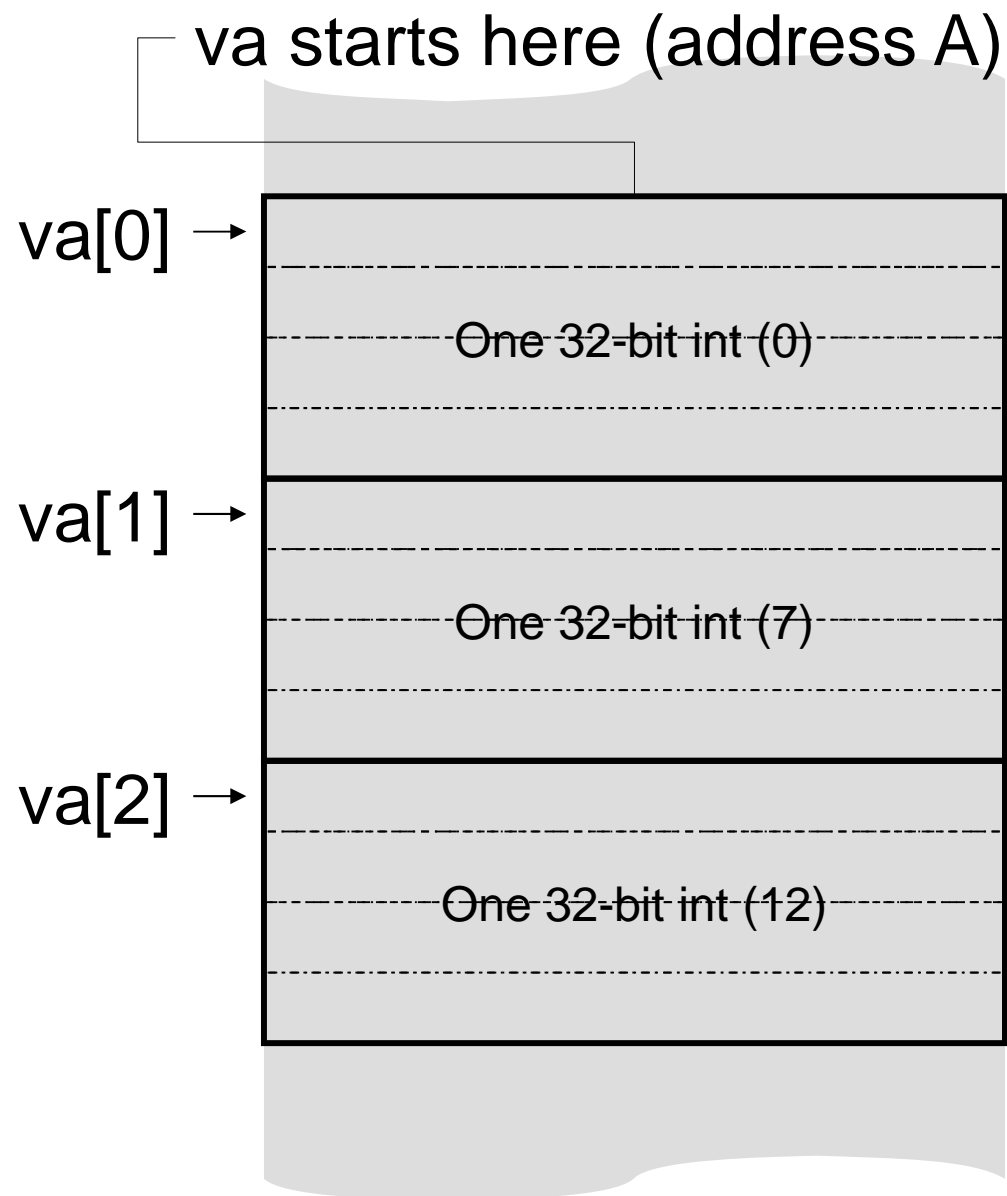 va starts here (address A)
va[0]
One 32-bit int (0)
va[1]
One 32-bit int (7)
va[2]
One 32-bit int (12)